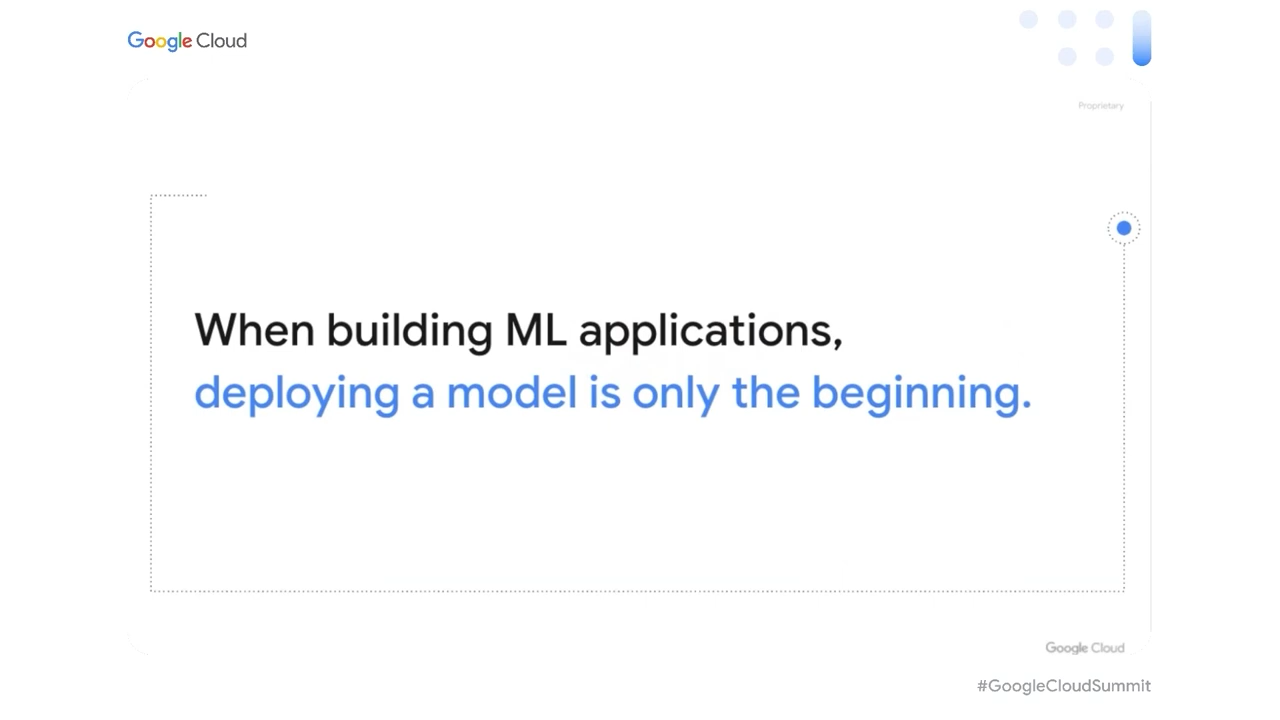 Google Cloud
Proprietary
When building ML applications,
deploying a model is only the beginning.
Google Cloud
#GoogleCloudSummit